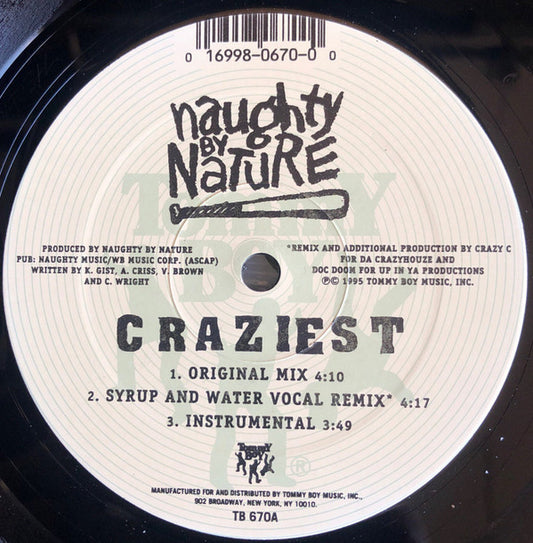 0 16998-0670-0 0
naughty
BY
NaTURE
TOMMY
BOY
PRODUCED BY NAUGHTY BY NATURE
PUB: NAUGHTY MUSIC/WB MUSIC CORP. (ASCAP)
WRITTEN BY K. GIST, A. CRISS, V. BROWN
AND C. WRIGHT
*REMIX AND ADDITIONAL PRODUCTION BY CRAZY C
FOR DA CRAZYHOUZE AND
DOC DOOM FOR UP IN YA PRODUCTIONS
℗© 1995 TOMMY BOY MUSIC, INC.
CRAZIEST
1. ORIGINAL MIX 4:10
2. SYRUP AND WATER VOCAL REMIX* 4:17
3. INSTRUMENTAL 3:49
TOMMY
BOY
®
MANUFACTURED FOR AND DISTRIBUTED BY TOMMY BOY MUSIC, INC.,
902 BROADWAY, NEW YORK, NY 10010.
TB 670A